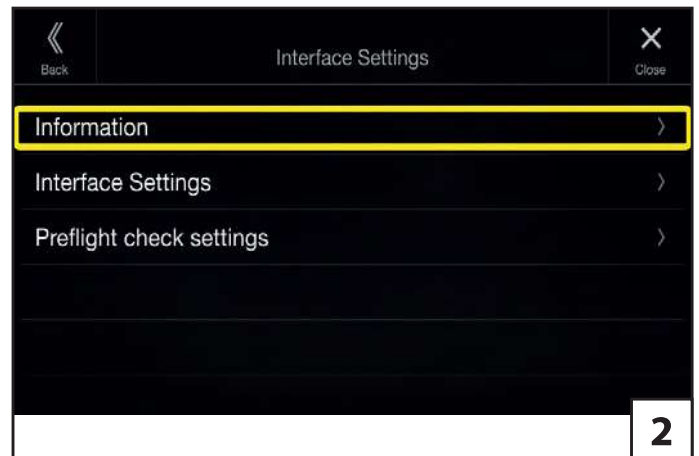 Back
Interface Settings
Close
Information
Interface Settings
Preflight check settings
2